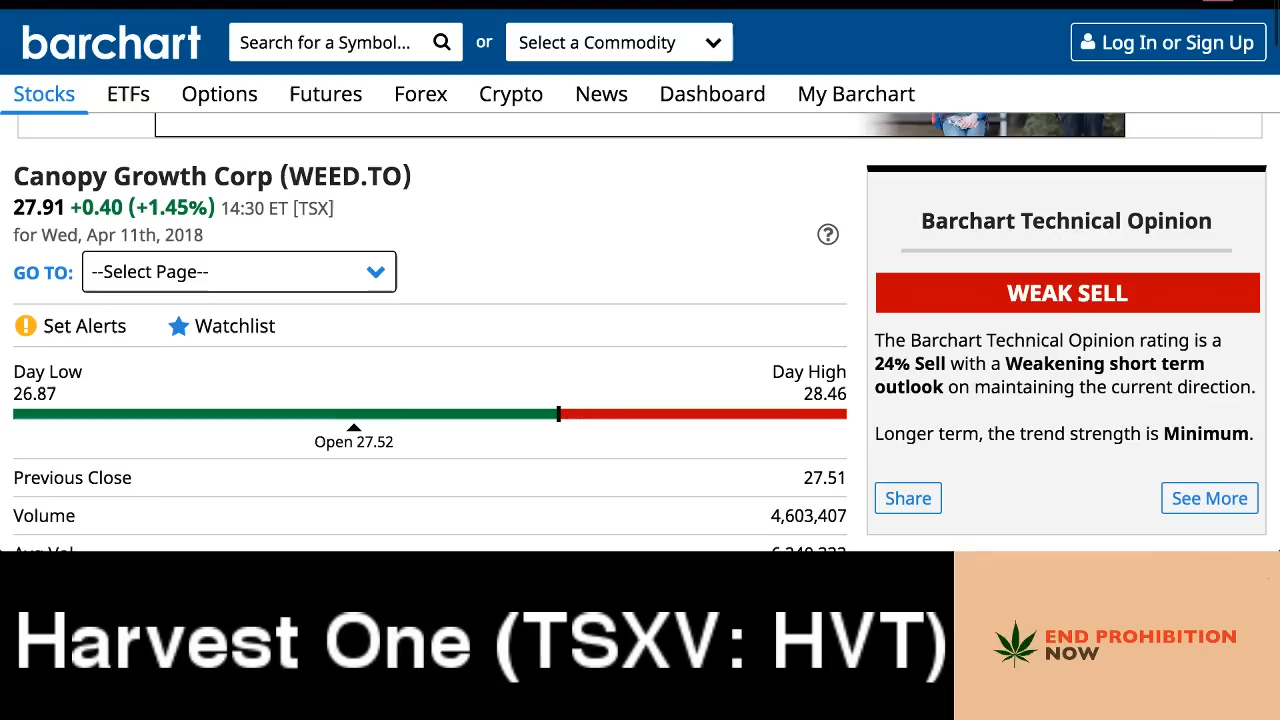 barchart
Search for a Symbol...
or
Select a Commodity
Log In or Sign Up
Stocks
ETFs
Options
Futures
Forex
Crypto
News
Dashboard
My Barchart
Canopy Growth Corp (WEED.TO)
27.91 +0.40 (+1.45%) 14:30 ET [TSX]
for Wed, Apr 11th, 2018
?
GO TO: --Select Page--
Set Alerts
Watchlist
Day Low
Day High
26.87
28.46
Open 27.52
Previous Close
27.51
Volume
4,603,407
Barchart Technical Opinion
WEAK SELL
The Barchart Technical Opinion rating is a
24% Sell with a Weakening short term
outlook on maintaining the current direction.
Longer term, the trend strength is Minimum.
Share
See More
Harvest One (TSXV: HVT)
END PROHIBITION
NOW